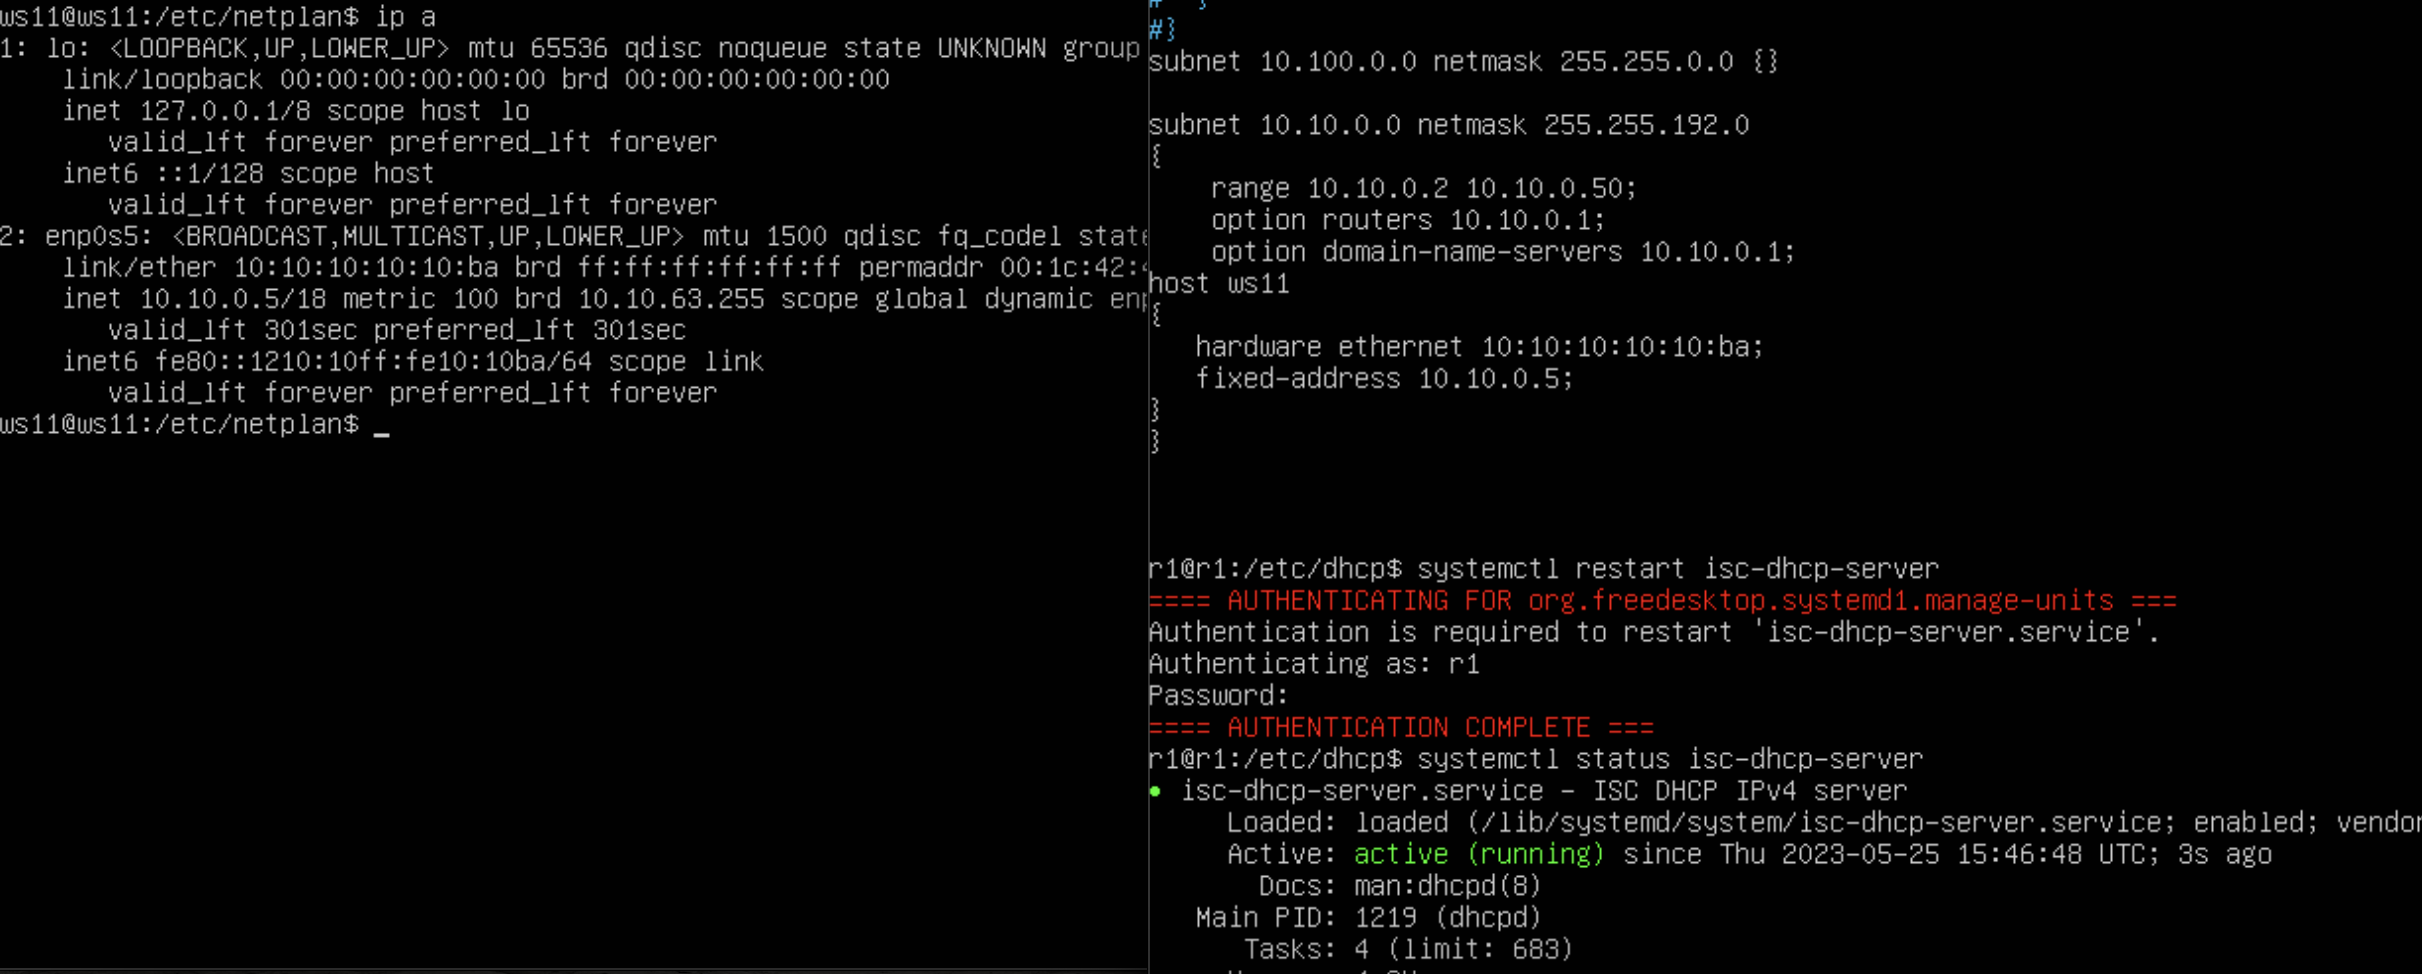 ws11@ws11:/etc/netplan$ ip a
1: lo: <LOOPBACK,UP,LOWER_UP> mtu 65536 qdisc noqueue state UNKNOWN group
link/loopback 00:00:00:00:00:00 brd 00:00:00:00:00:00
inet 127.0.0.1/8 scope host lo
valid_lft forever preferred_lft forever
inet6 ::1/128 scope host
valid_lft forever preferred_lft forever
2: enp0s5: <BROADCAST,MULTICAST,UP,LOWER_UP> mtu 1500 qdisc fq_codel state
link/ether 10:10:10:10:10:ba brd ff:ff:ff:ff:ff:ff permaddr 00:1c:42:
inet 10.10.0.5/18 metric 100 brd 10.10.63.255 scope global dynamic enp
valid_lft 301sec preferred_lft 301sec
inet6 fe80::1210:10ff:fe10:10ba/64 scope link
valid_lft forever preferred_lft forever
ws11@ws11:/etc/netplan$ _
# }
#}
subnet 10.100.0.0 netmask 255.255.0.0 {}
subnet 10.10.0.0 netmask 255.255.192.0
{
range 10.10.0.2 10.10.0.50;
option routers 10.10.0.1;
option domain-name-servers 10.10.0.1;
host ws11
{
hardware ethernet 10:10:10:10:10:ba;
fixed-address 10.10.0.5;
}
}
r1@r1:/etc/dhcp$ systemctl restart isc-dhcp-server
==== AUTHENTICATING FOR org.freedesktop.systemd1.manage-units ===
Authentication is required to restart 'isc-dhcp-server.service'.
Authenticating as: r1
Password:
==== AUTHENTICATION COMPLETE ===
r1@r1:/etc/dhcp$ systemctl status isc-dhcp-server
● isc-dhcp-server.service - ISC DHCP IPv4 server
Loaded: loaded (/lib/systemd/system/isc-dhcp-server.service; enabled; vendor
Active: active (running) since Thu 2023-05-25 15:46:48 UTC; 3s ago
Docs: man:dhcpd(8)
Main PID: 1219 (dhcpd)
Tasks: 4 (limit: 683)